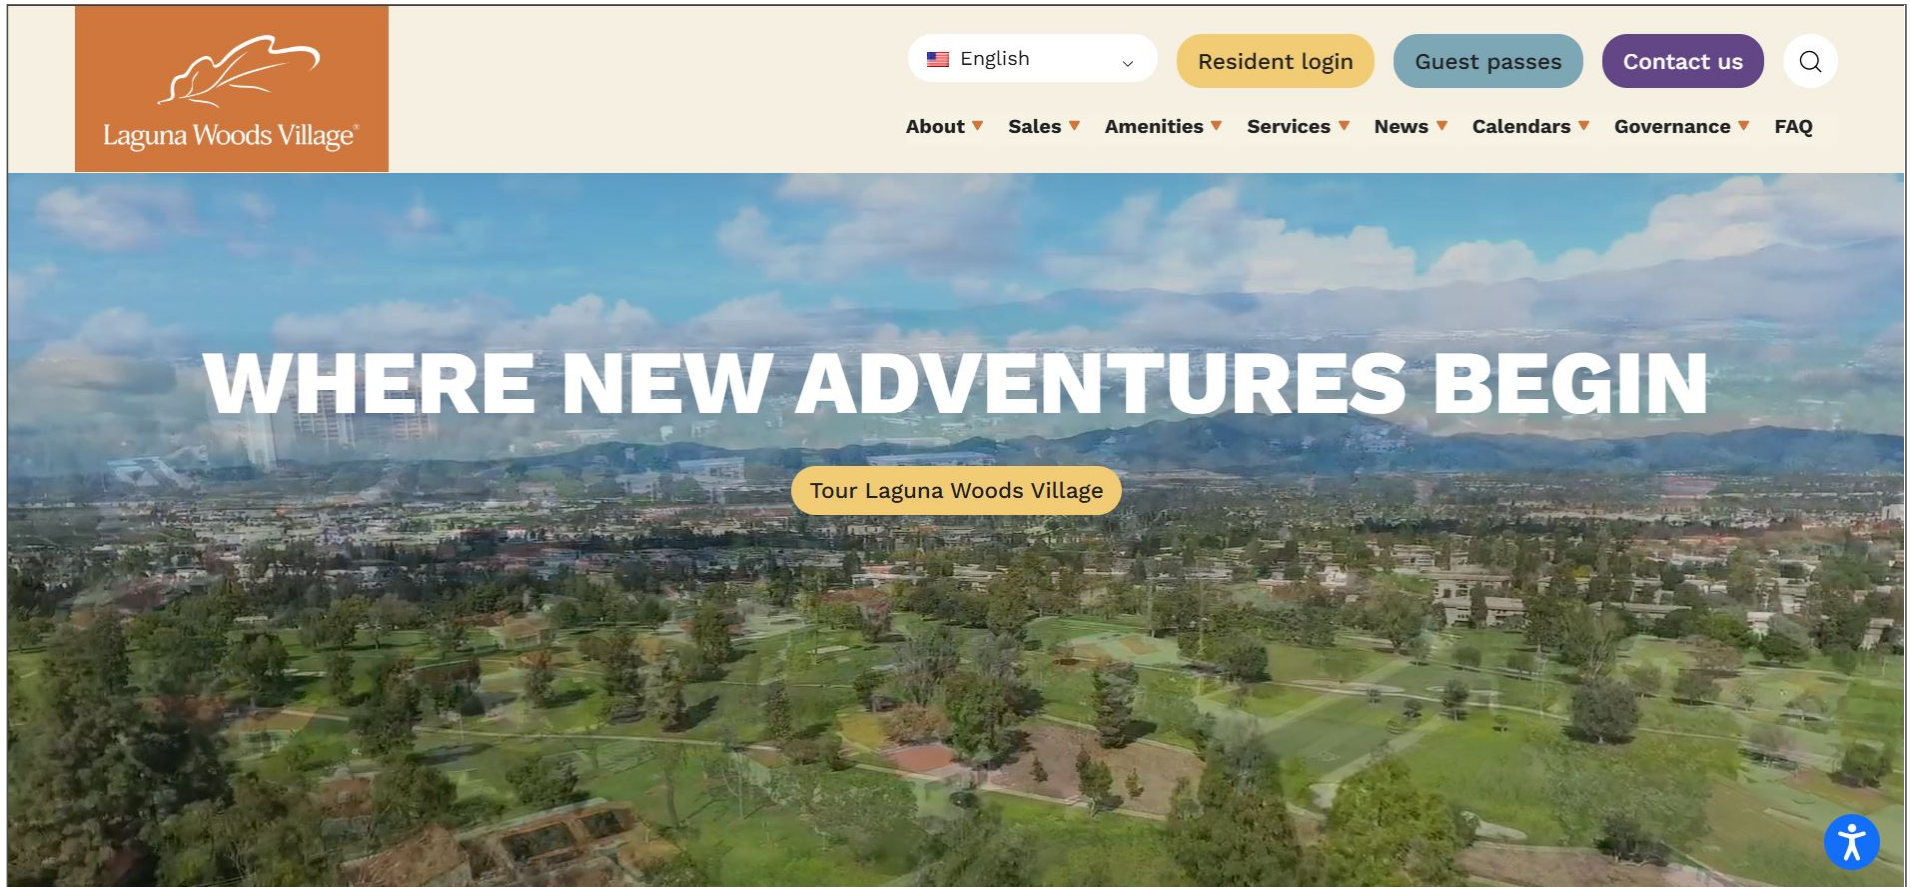 Laguna Woods Village®
English
Resident login
Guest passes
Contact us
About
Sales
Amenities
Services
News
Calendars
Governance
FAQ
WHERE NEW ADVENTURES BEGIN
Tour Laguna Woods Village